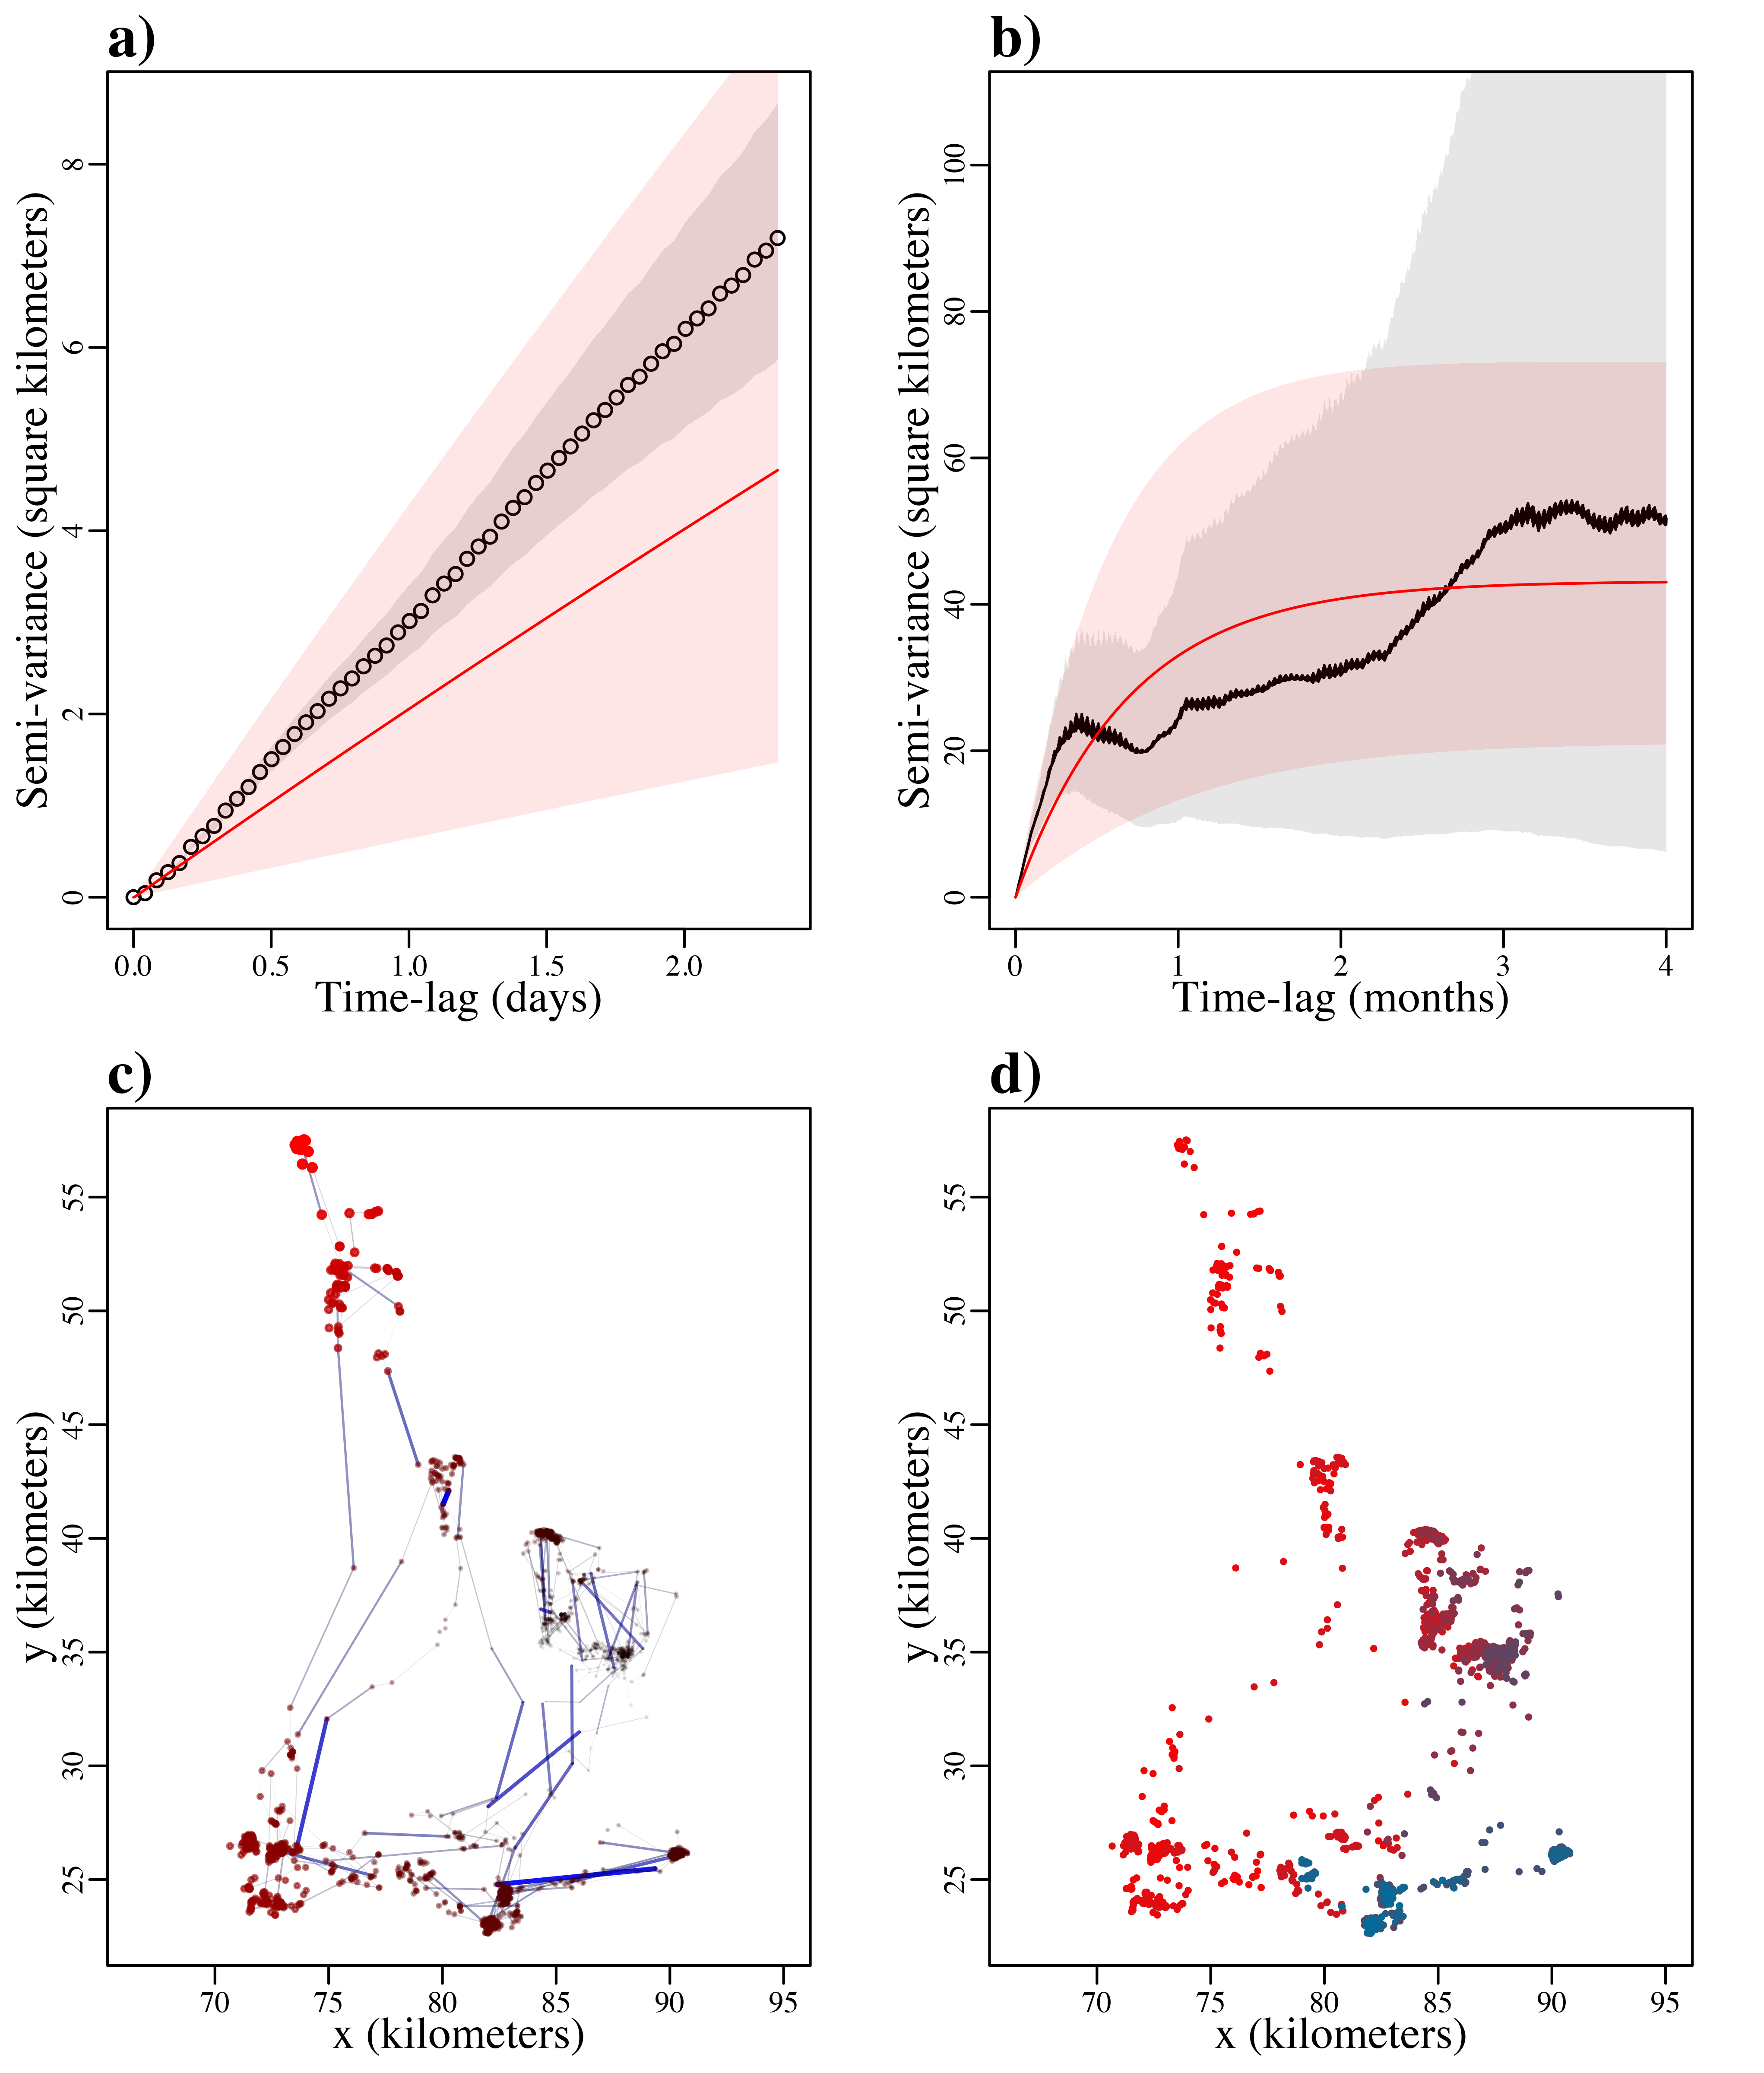 a)
Semi-variance (square kilometers)
0 2 4 6 8
0.0 0.5 1.0 1.5 2.0
Time-lag (days)
b)
Semi-variance (square kilometers)
0 20 40 60 80 100
0 1 2 3 4
Time-lag (months)
c)
y (kilometers)
25 30 35 40 45 50 55
70 75 80 85 90 95
x (kilometers)
d)
y (kilometers)
25 30 35 40 45 50 55
70 75 80 85 90 95
x (kilometers)